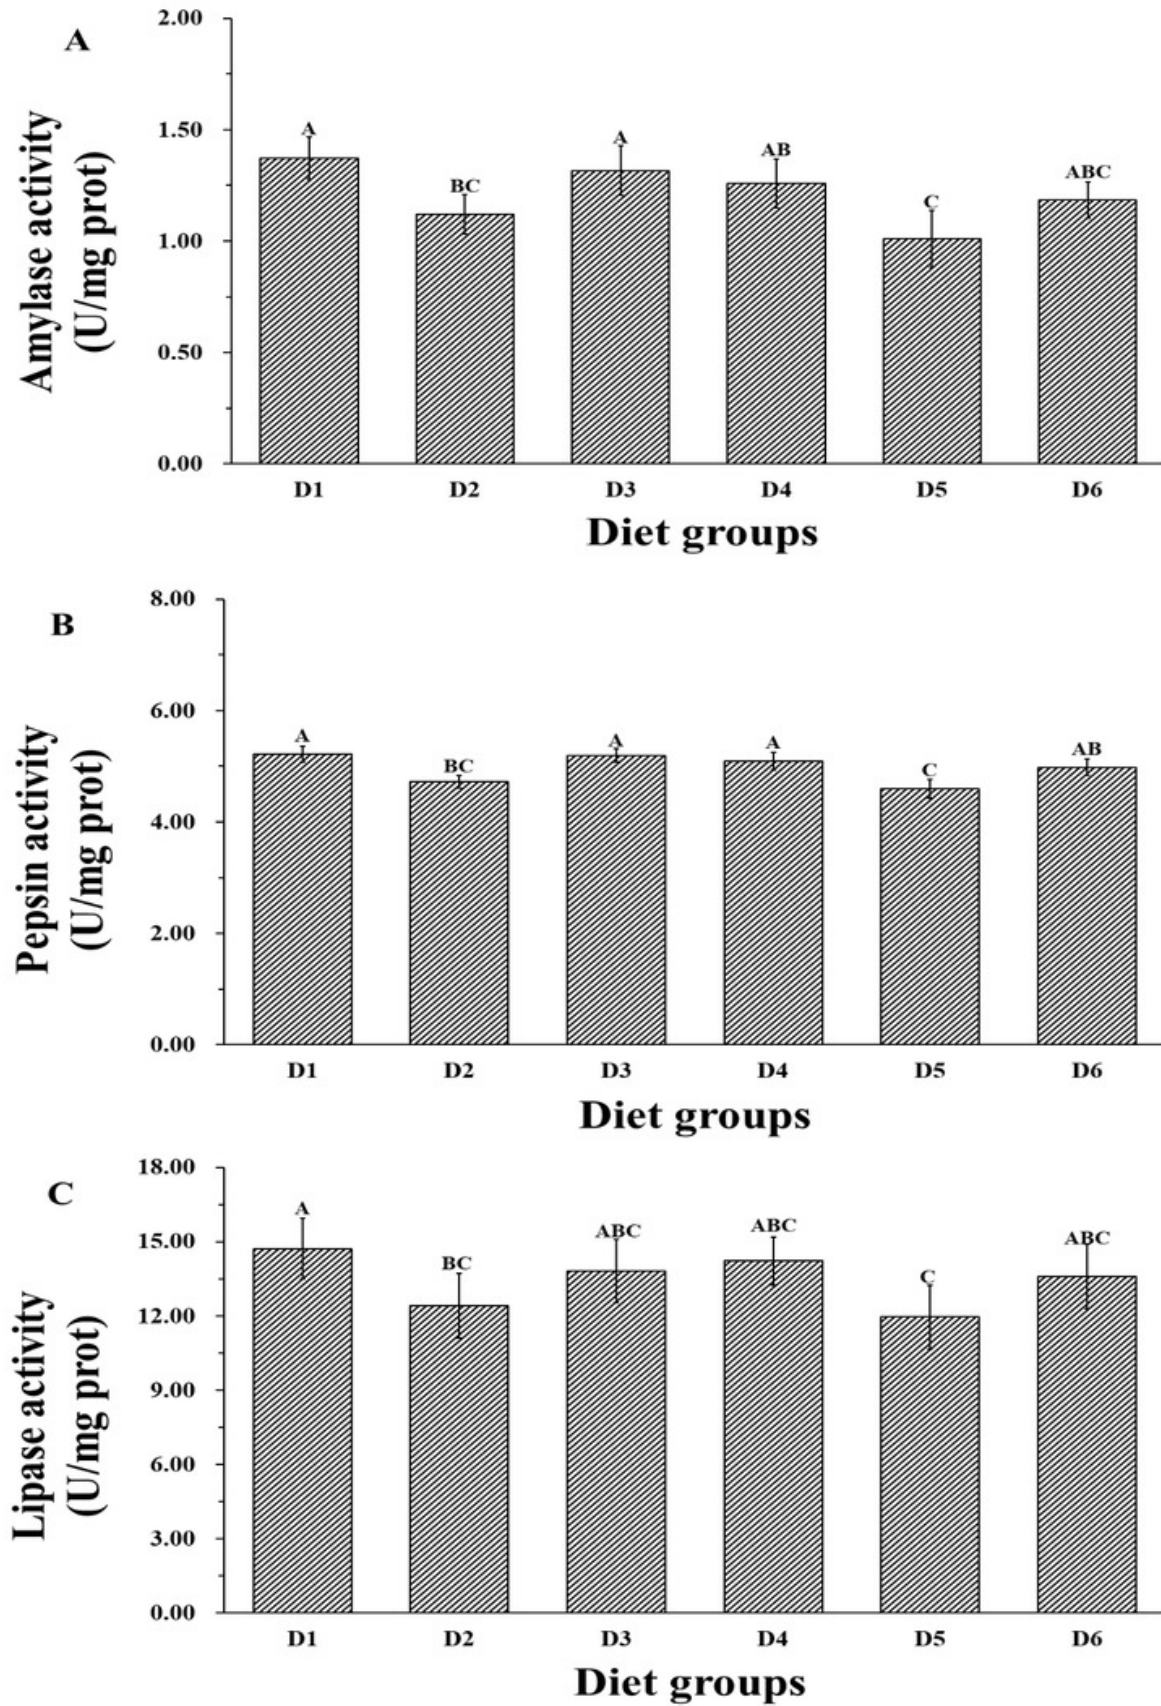 A
Amylase activity
(U/mg prot)
2.00
1.50
1.00
0.50
0.00
A
BC
A
AB
C
ABC
D1 D2 D3 D4 D5 D6
Diet groups
B
Pepsin activity
(U/mg prot)
8.00
6.00
4.00
2.00
0.00
A
BC
A
A
C
AB
D1 D2 D3 D4 D5 D6
Diet groups
C
Lipase activity
(U/mg prot)
18.00
15.00
12.00
9.00
6.00
3.00
0.00
A
BC
ABC
ABC
C
ABC
D1 D2 D3 D4 D5 D6
Diet groups